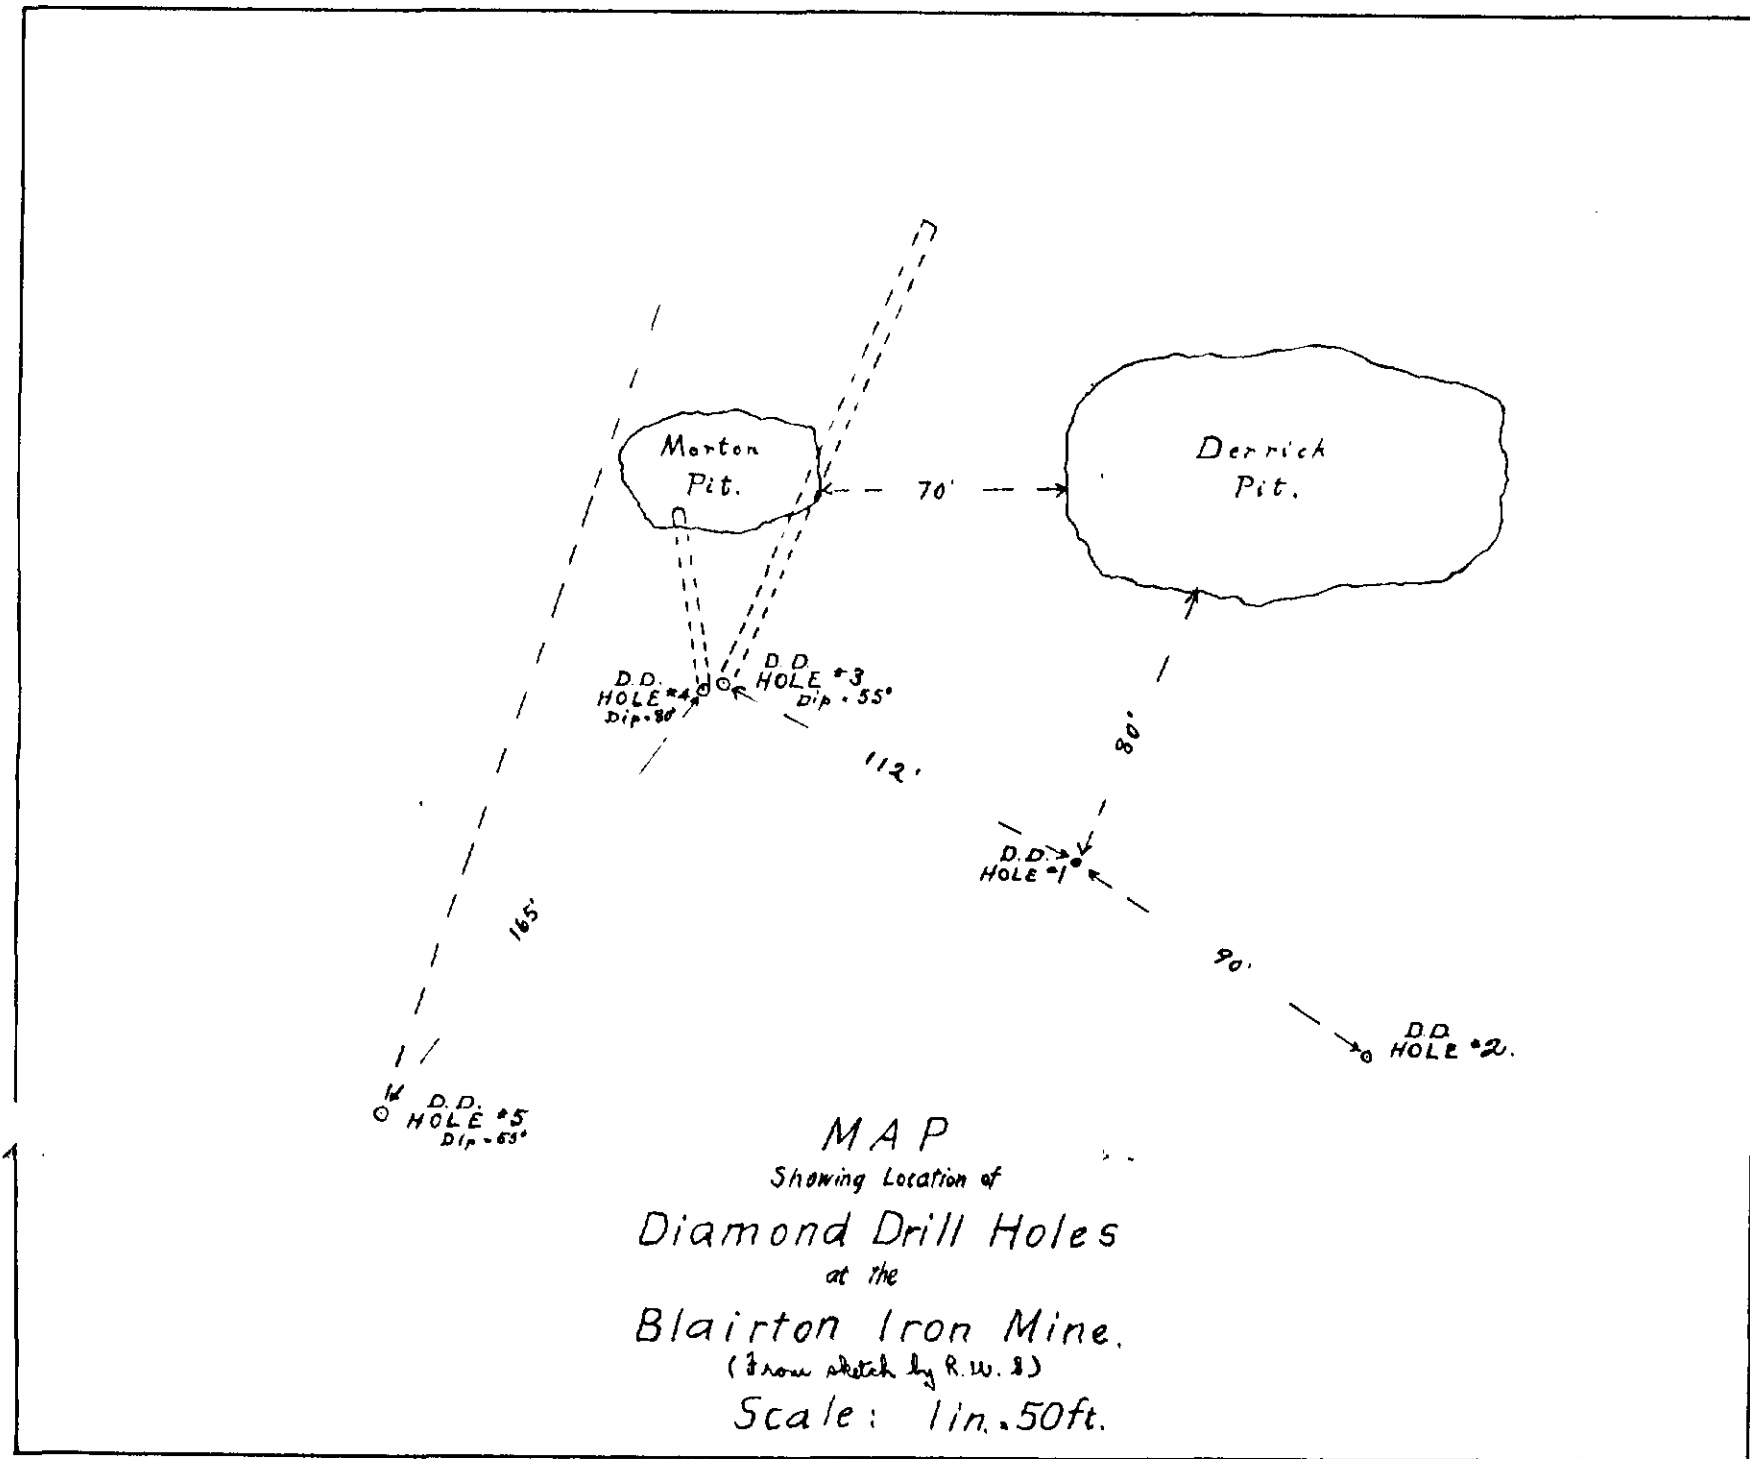 Morton
Pit.
Derrick
Pit.
70'
D.D.
HOLE #4
Dip = 80°
D.D.
HOLE #3
Dip = 55°
112'
80'
D.D.
HOLE #1
165'
90'
D.D.
HOLE #2.
D.D.
HOLE #5
MAP
Showing Location of
Diamond Drill Holes
at the
Blairton Iron Mine.
(From sketch by R.W.S)
Scale: 1in. = 50ft.